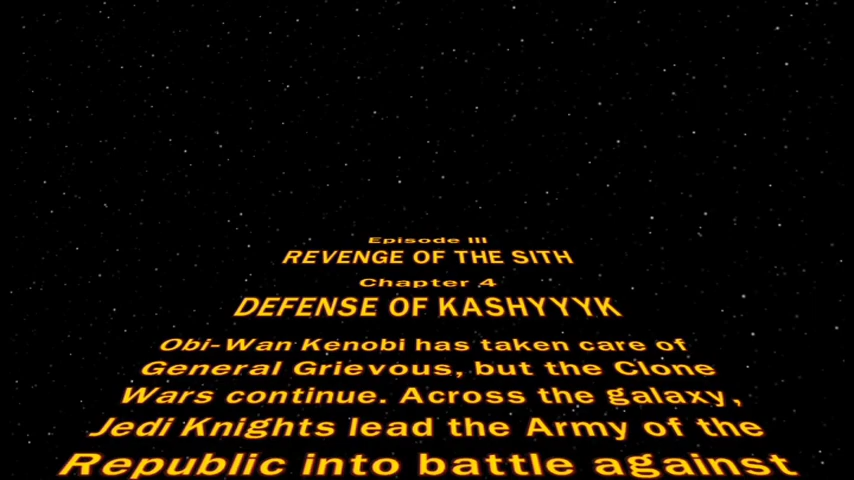 Episode III
REVENGE OF THE SITH
Chapter 4
DEFENSE OF KASHYYYK
Obi-Wan Kenobi has taken care of
General Grievous, but the Clone
Wars continue. Across the galaxy,
Jedi Knights lead the Army of the
Republic into battle against